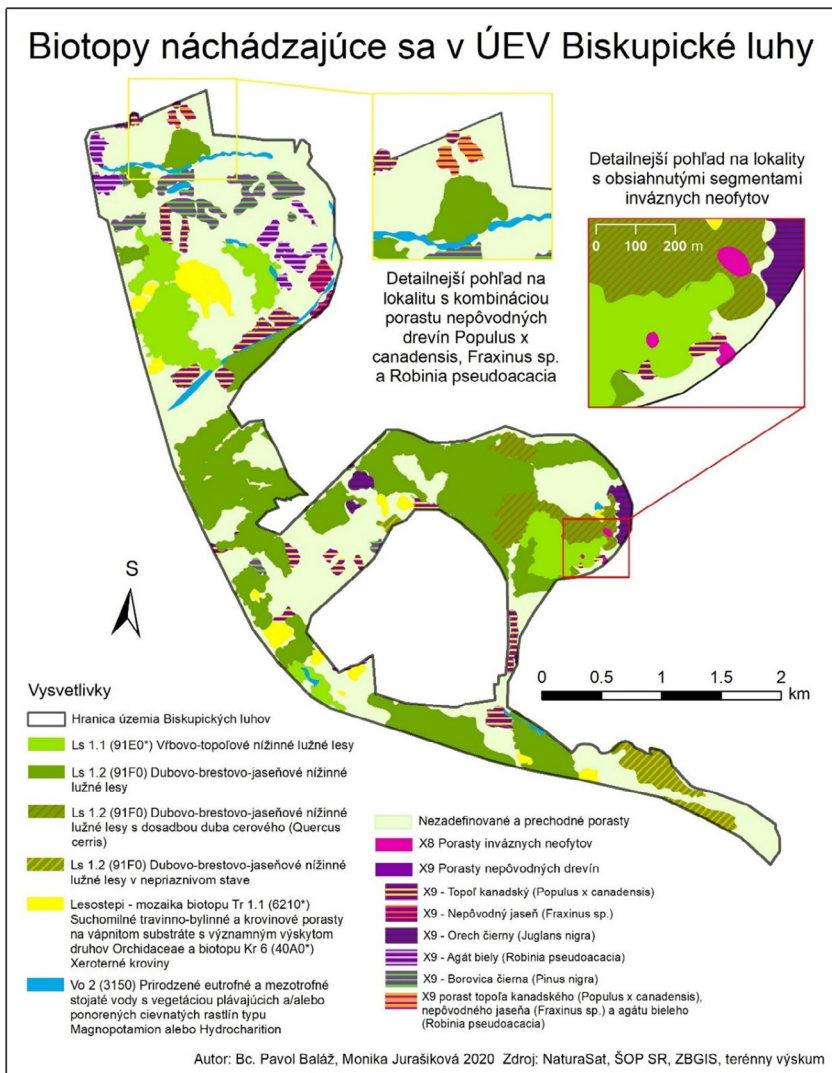 Biotopy náchádzajúce sa v ÚEV Biskupické luhy
Detailnejší pohľad na
lokalitu s kombináciou
porastu nepôvodných
drevín Populus x
canadensis, Fraxinus sp.
a Robinia pseudoacacia
Detailnejší pohľad na lokality
s obsiahnutými segmentami
inváznych neofytov
0 100 200 m
S
0 0.5 1 1.5 2
km
Vysvetlivky
Hranica územia Biskupických luhov
Ls 1.1 (91E0*) Vŕbovo-topoľové nížinné lužné lesy
Ls 1.2 (91F0) Dubovo-brestovo-jaseňové nížinné
lužné lesy
Ls 1.2 (91F0) Dubovo-brestovo-jaseňové nížinné
lužné lesy s dosadbou duba cerového (Quercus
cerris)
Ls 1.2 (91F0) Dubovo-brestovo-jaseňové nížinné
lužné lesy v nepriaznivom stave
Lesostepi - mozaika biotopu Tr 1.1 (6210*)
Suchomilné travinno-bylinné a krovinové porasty
na vápnitom substráte s významným výskytom
druhov Orchidaceae a biotopu Kr 6 (40A0*)
Xeroterné kroviny
Vo 2 (3150) Prirodzené eutrofné a mezotrofné
stojaté vody s vegetáciou plávajúcich a/alebo
ponorených cievnatých rastlín typu
Magnopotamion alebo Hydrocharition
Nezadefinované a prechodné porasty
X8 Porasty inváznych neofytov
X9 Porasty nepôvodných drevín
X9 - Topoľ kanadský (Populus x canadensis)
X9 - Nepôvodný jaseň (Fraxinus sp.)
X9 - Orech čierny (Juglans nigra)
X9 - Agát biely (Robinia pseudoacacia)
X9 - Borovica čierna (Pinus nigra)
X9 porast topoľa kanadského (Populus x canadensis),
nepôvodného jaseňa (Fraxinus sp.) a agátu bieleho
(Robinia pseudoacacia)
Autor: Bc. Pavol Baláž, Monika Jurašiková 2020 Zdroj: NaturaSat, ŠOP SR, ZBGIS, terénny výskum